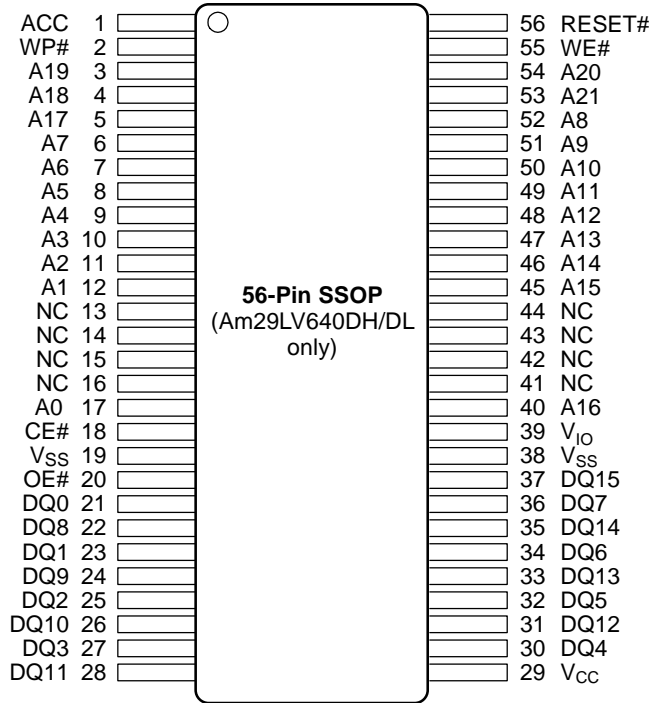 ACC 1
WP# 2
A19 3
A18 4
A17 5
A7 6
A6 7
A5 8
A4 9
A3 10
A2 11
A1 12
NC 13
NC 14
NC 15
NC 16
A0 17
CE# 18
VSS 19
OE# 20
DQ0 21
DQ8 22
DQ1 23
DQ9 24
DQ2 25
DQ10 26
DQ3 27
DQ11 28
56-Pin SSOP
(Am29LV640DH/DL
only)
56 RESET#
55 WE#
54 A20
53 A21
52 A8
51 A9
50 A10
49 A11
48 A12
47 A13
46 A14
45 A15
44 NC
43 NC
42 NC
41 NC
40 A16
39 VIO
38 VSS
37 DQ15
36 DQ7
35 DQ14
34 DQ6
33 DQ13
32 DQ5
31 DQ12
30 DQ4
29 VCC